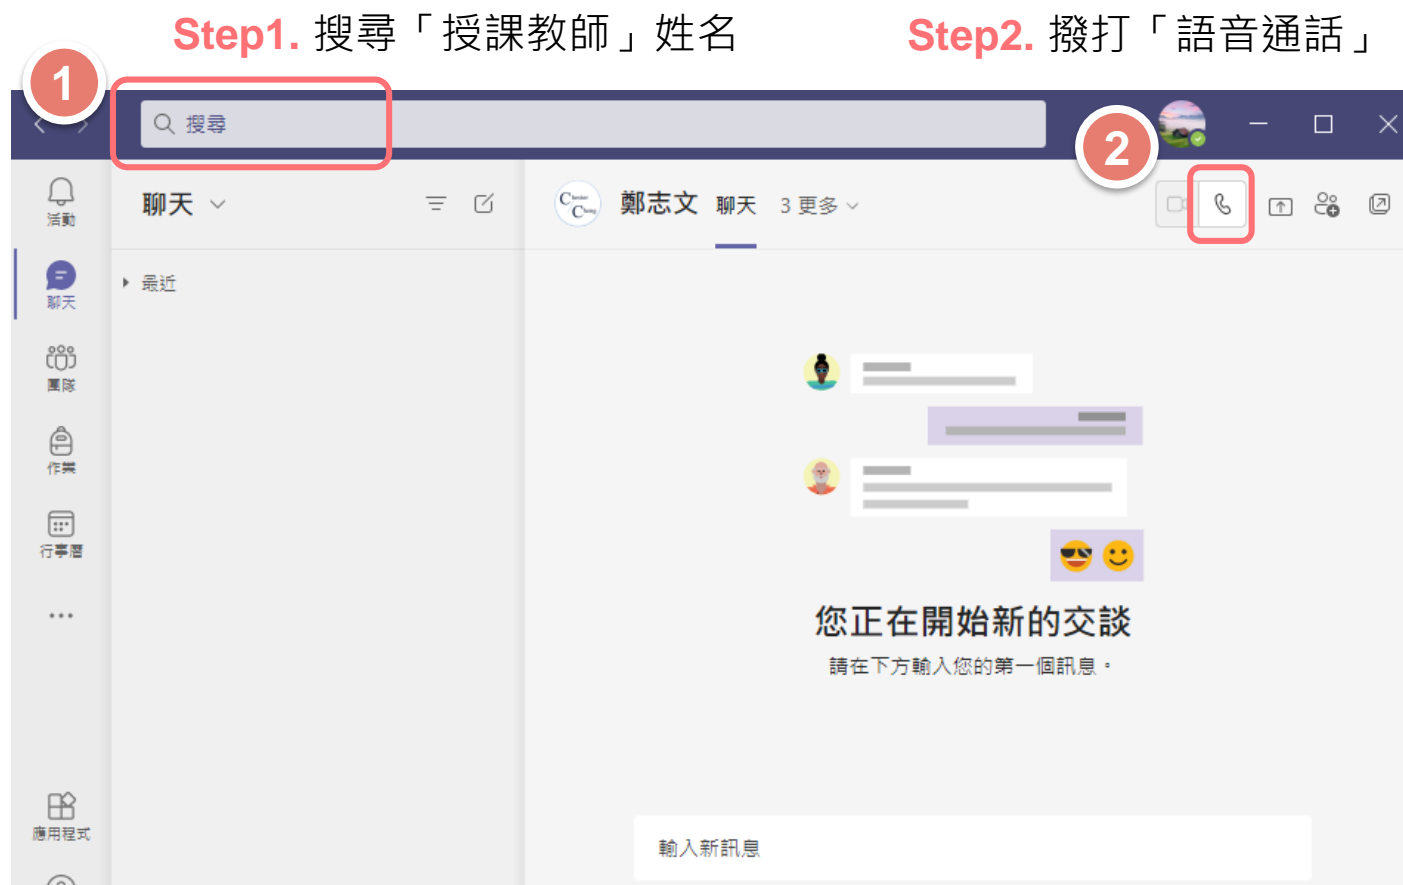 Step1. 搜尋「授課教師」姓名
Step2. 撥打「語音通話」
1
搜尋
2
活動
聊天
鄭志文 聊天 3 更多
聊天
最近
團隊
作業
行事曆
您正在開始新的交談
請在下方輸入您的第一個訊息。
應用程式
輸入新訊息